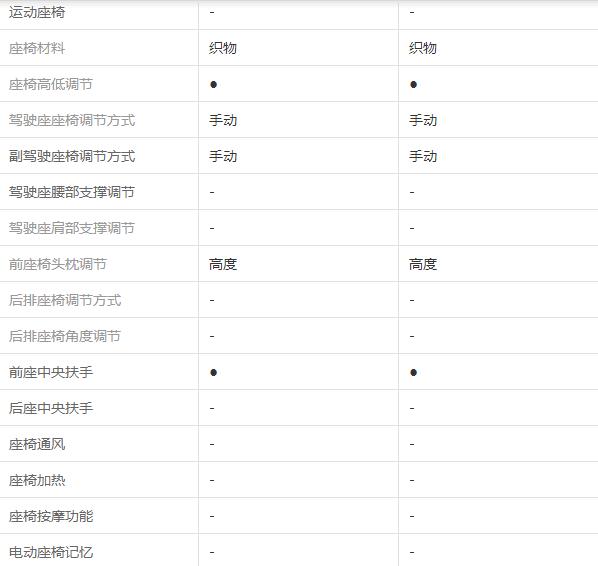 运动座椅 - -
座椅材料 织物 织物
座椅高低调节 ● ●
驾驶座座椅调节方式 手动 手动
副驾驶座椅调节方式 手动 手动
驾驶座腰部支撑调节 - -
驾驶座肩部支撑调节 - -
前座椅头枕调节 高度 高度
后排座椅调节方式 - -
后排座椅角度调节 - -
前座中央扶手 ● ●
后座中央扶手 - -
座椅通风 - -
座椅加热 - -
座椅按摩功能 - -
电动座椅记忆 - -